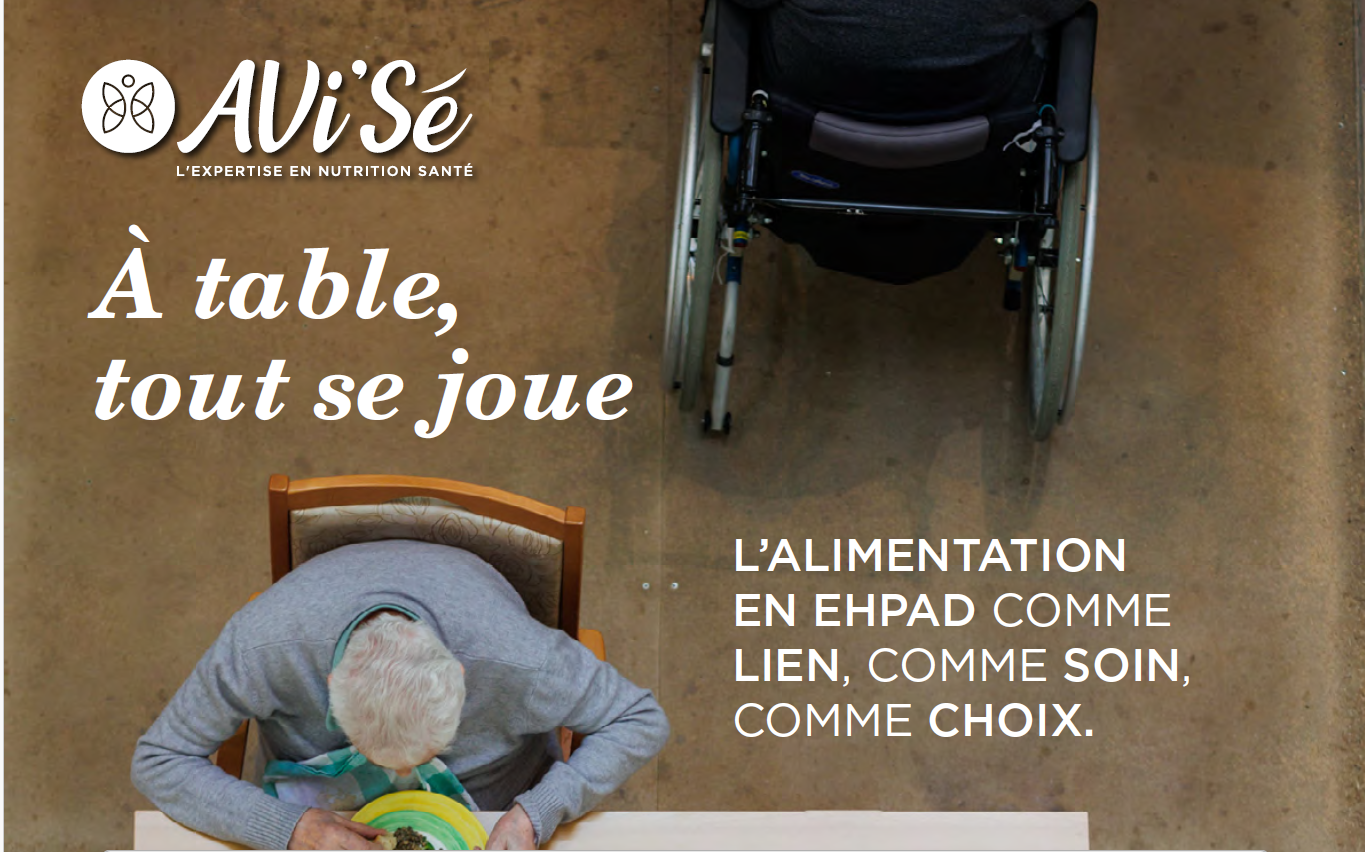 AVi'Sé
L'EXPERTISE EN NUTRITION SANTÉ
À table,
tout se joue
L'ALIMENTATION
EN EHPAD COMME
LIEN, COMME SOIN,
COMME CHOIX.